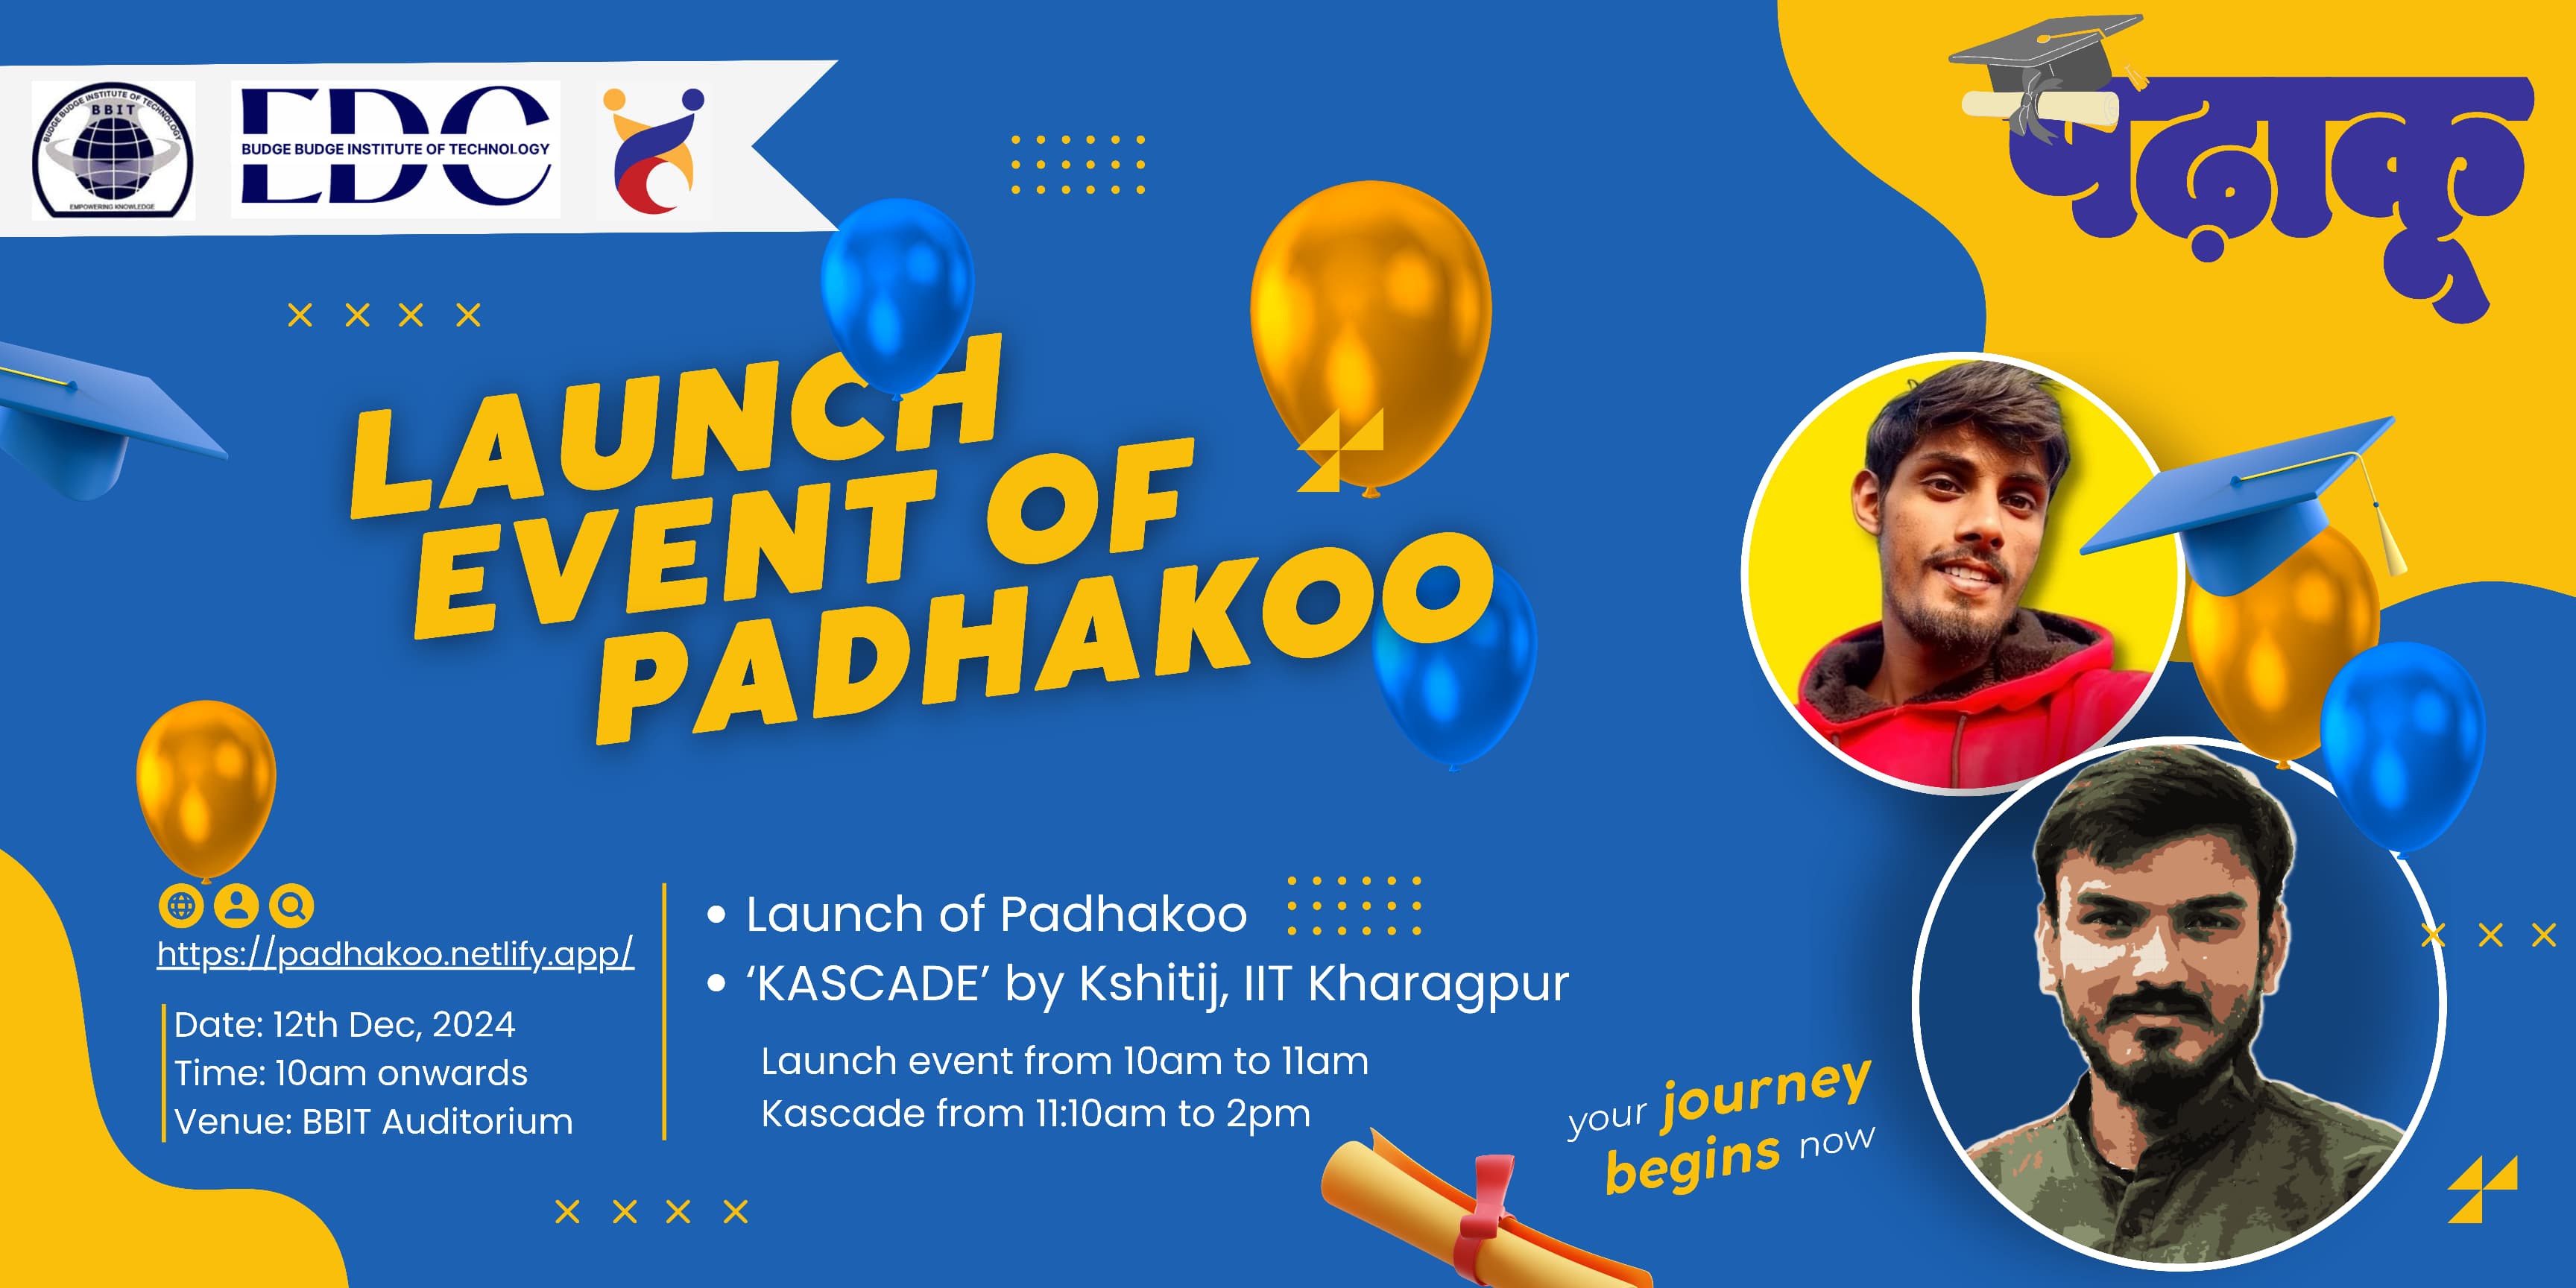 BUDGE BUDGE INSTITUTE OF TECHNOLOGY
BBIT
EMPOWERING KNOWLEDGE
EDC
BUDGE BUDGE INSTITUTE OF TECHNOLOGY
पढ़ाकू
LAUNCH
EVENT OF
PADHAKOO
https://padhakoo.netlify.app/
Date: 12th Dec, 2024
Time: 10am onwards
Venue: BBIT Auditorium
• Launch of Padhakoo
• ‘KASCADE’ by Kshitij, IIT Kharagpur
Launch event from 10am to 11am
Kascade from 11:10am to 2pm
your journey
begins now